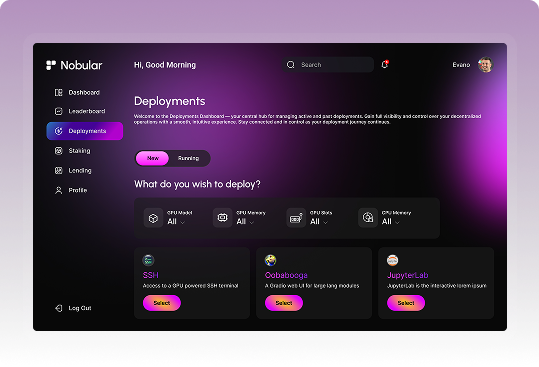 Nobular
Hi, Good Morning
Search
Evano
Dashboard
Leaderboard
Deployments
Staking
Lending
Profile
Log Out
Deployments
Welcome to the Deployments Dashboard — your central hub for managing active and past deployments. Gain full visibility and control over your decentralized
operations with a smooth, intuitive experience. Stay connected and in control as your deployment journey continues.
New
Running
What do you wish to deploy?
GPU Model
All
GPU Memory
All
GPU Slots
All
GPU Memory
All
SSH
Access to a GPU powered SSH terminal
Select
Oobabooga
A Gradio web UI for large lang modules
Select
JupyterLab
JupyterLab is the interactive lorem ipsum
Select